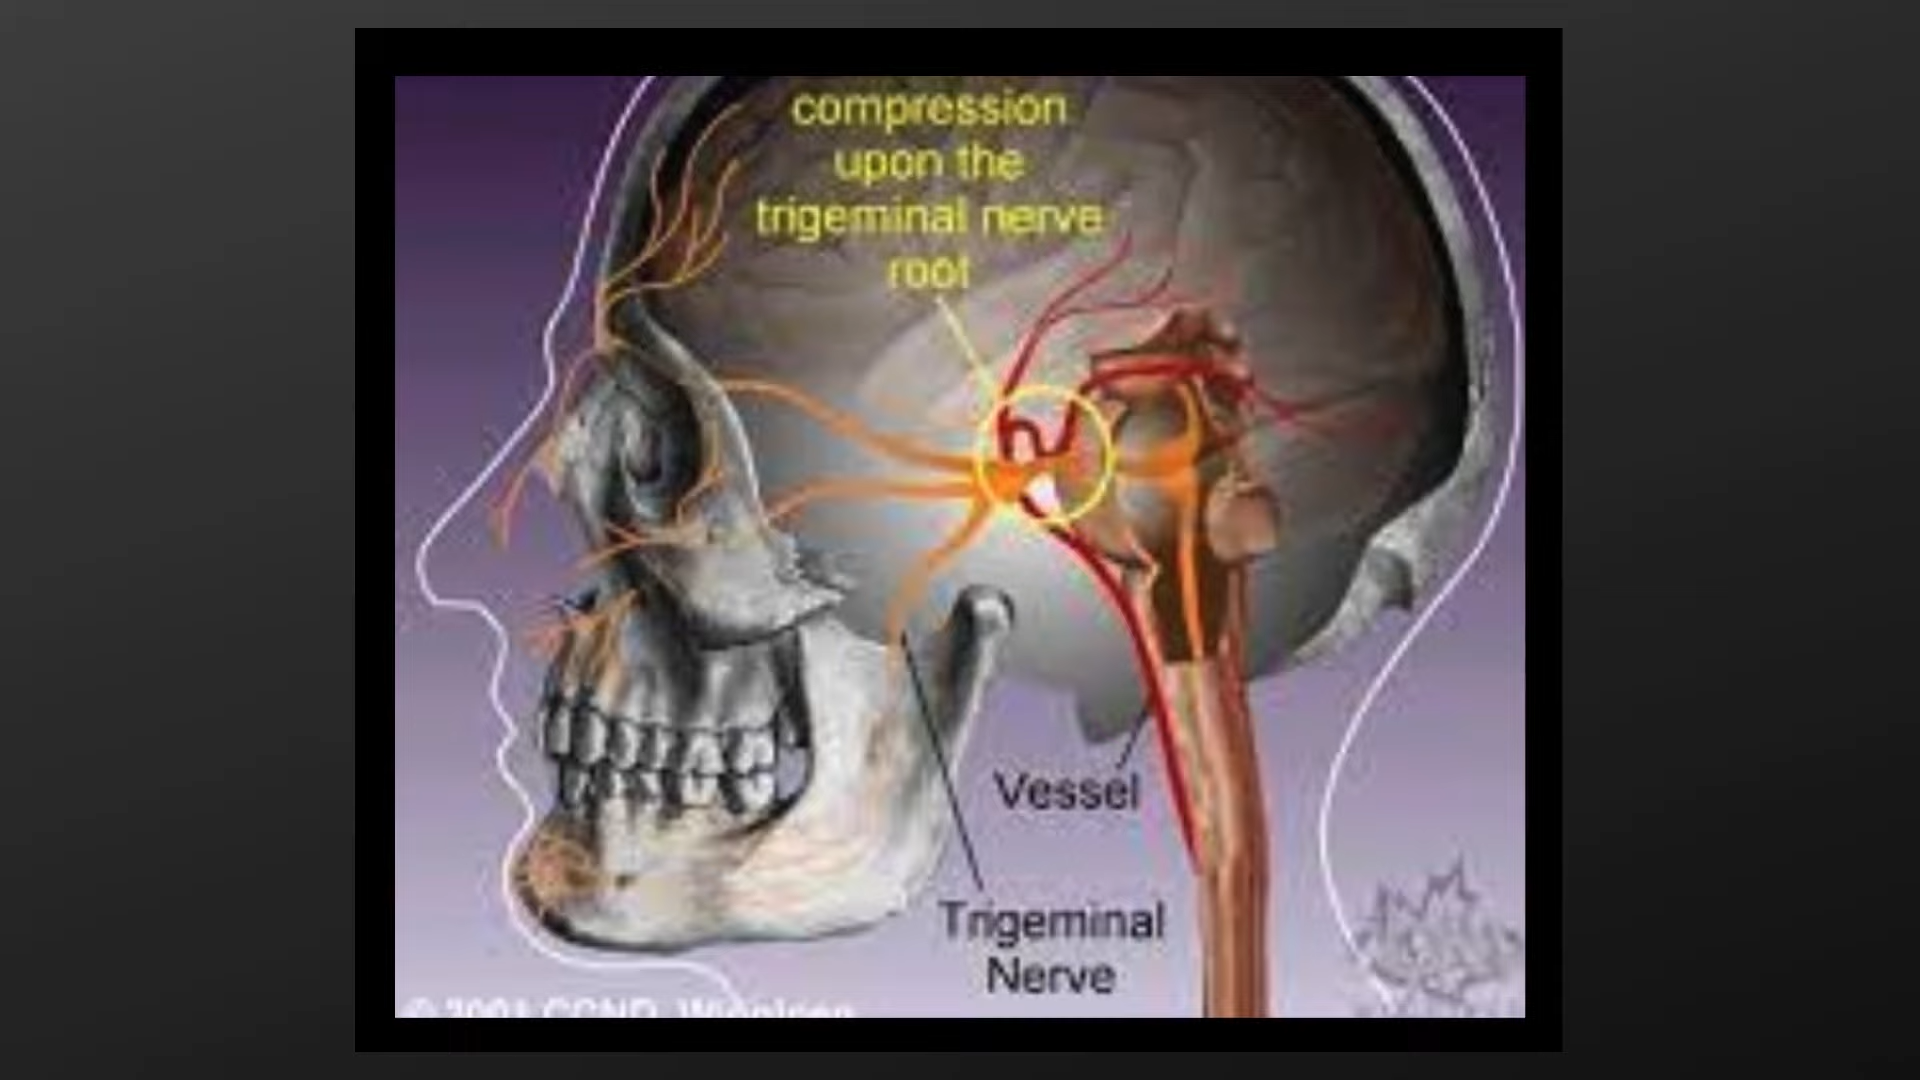 compression
upon the
trigeminal nerve
root
Vessel
Trigeminal
Nerve